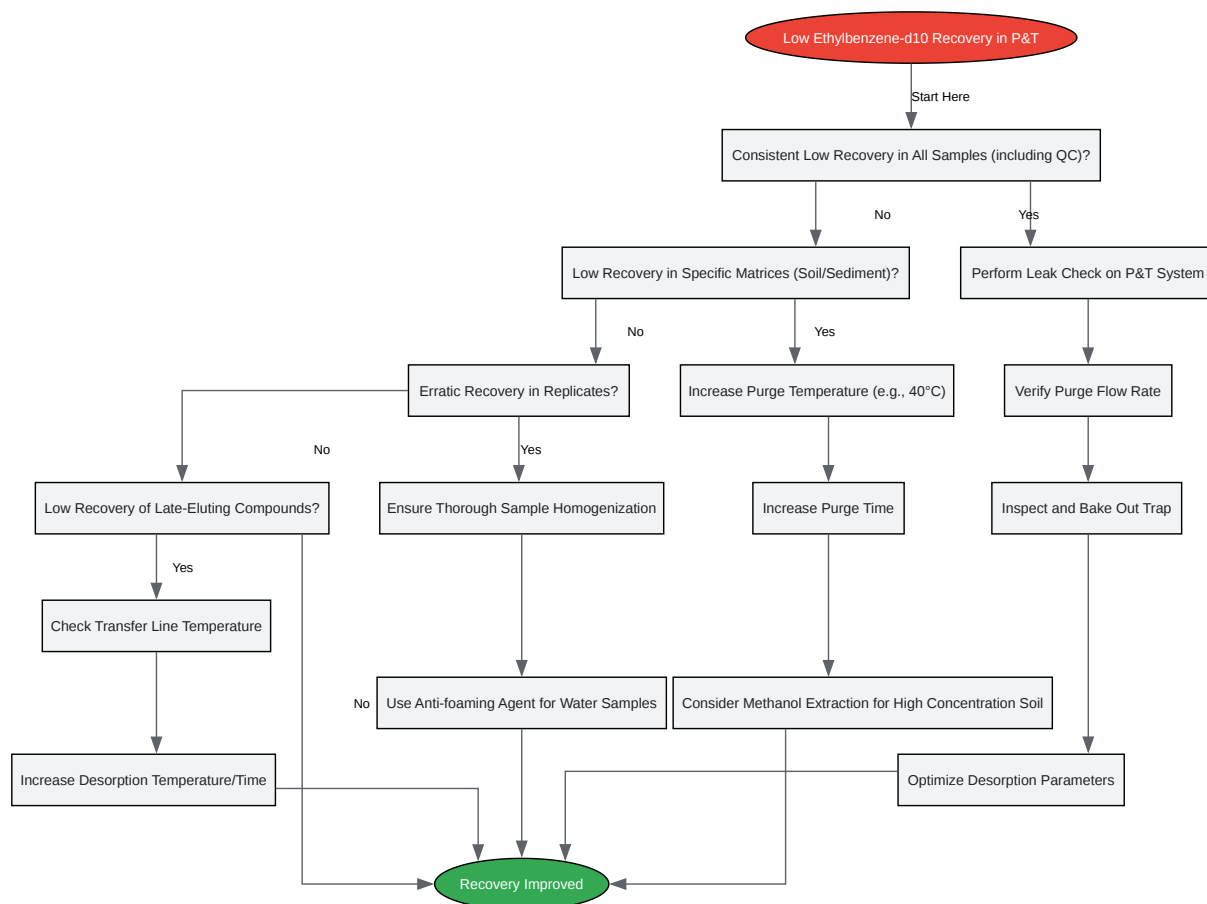 Low Ethylbenzene-d10 Recovery in P&T
Start Here
Consistent Low Recovery in All Samples (including QC)?
No
Yes
Low Recovery in Specific Matrices (Soil/Sediment)?
Perform Leak Check on P&T System
No
Yes
Erratic Recovery in Replicates?
Increase Purge Temperature (e.g., 40°C)
Verify Purge Flow Rate
No
Yes
Low Recovery of Late-Eluting Compounds?
Ensure Thorough Sample Homogenization
Increase Purge Time
Inspect and Bake Out Trap
Yes
Check Transfer Line Temperature
No
Use Anti-foaming Agent for Water Samples
Consider Methanol Extraction for High Concentration Soil
Increase Desorption Temperature/Time
Optimize Desorption Parameters
Recovery Improved